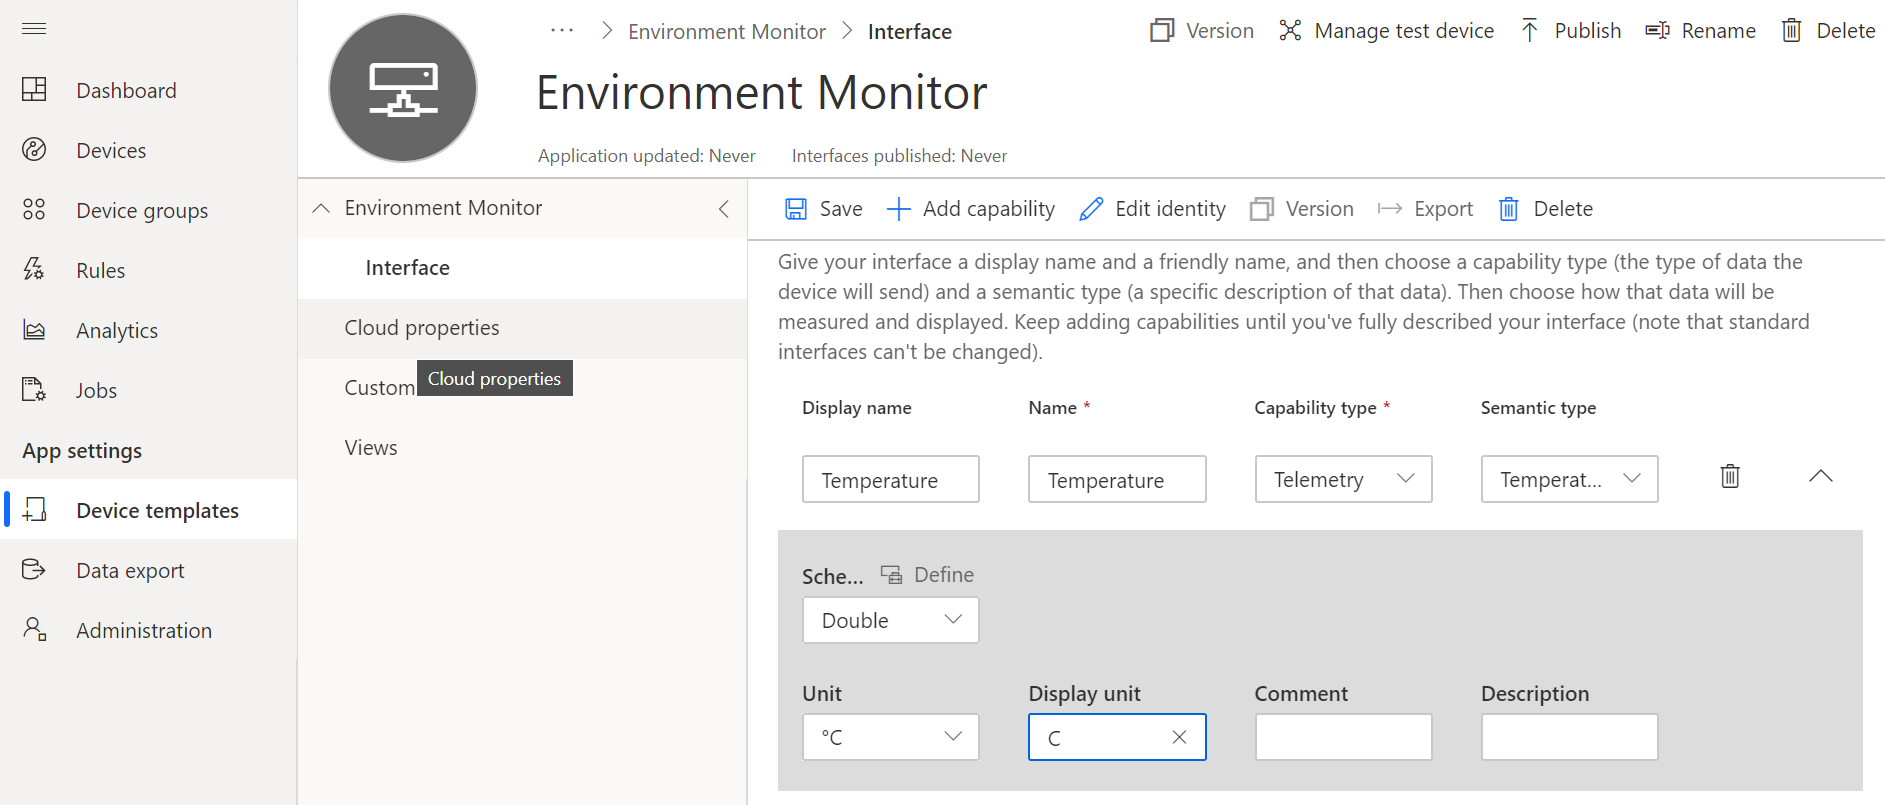 Dashboard
Devices
Device groups
Rules
Analytics
Jobs
App settings
Device templates
Data export
Administration
... > Environment Monitor > Interface
Version Manage test device Publish Rename Delete
Environment Monitor
Application updated: Never Interfaces published: Never
Environment Monitor
Interface
Cloud properties
Custom
Cloud properties
Views
Save Add capability Edit identity Version Export Delete
Give your interface a display name and a friendly name, and then choose a capability type (the type of data the
device will send) and a semantic type (a specific description of that data). Then choose how that data will be
measured and displayed. Keep adding capabilities until you've fully described your interface (note that standard
interfaces can't be changed).
Display name Name * Capability type * Semantic type
Temperature Temperature Telemetry Temperat...
Sche... Define
Double
Unit Display unit Comment Description
°C C